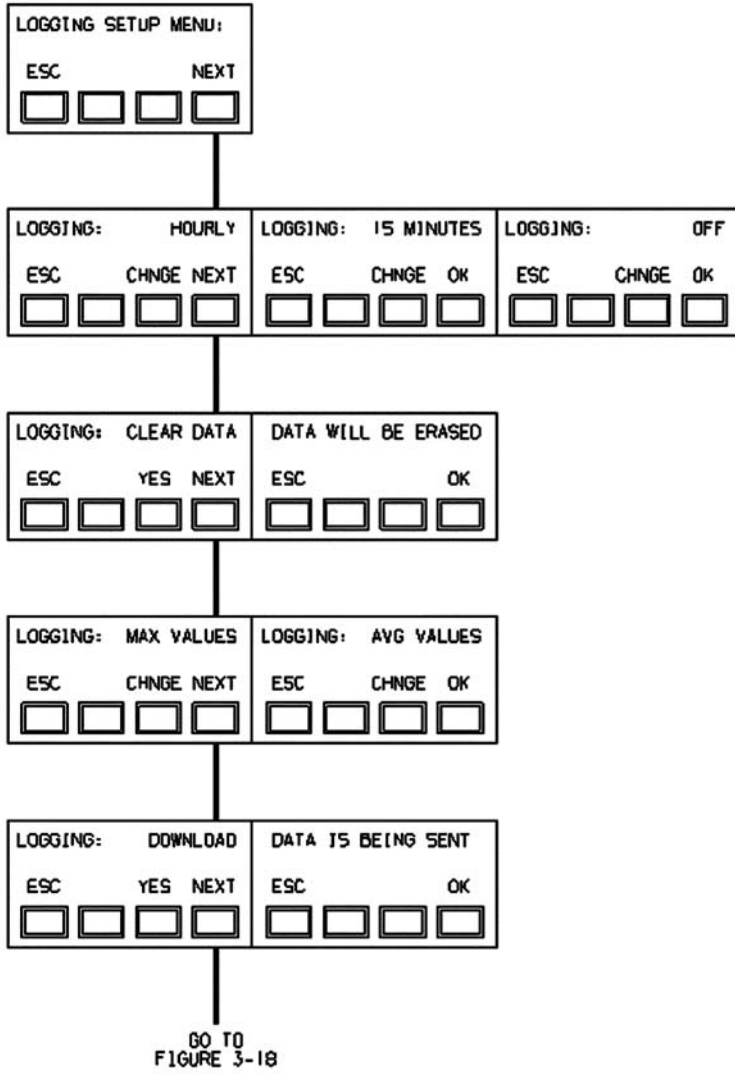 LOGGING SETUP MENU:
ESC NEXT
LOGGING: HOURLY
ESC CHNGE NEXT
LOGGING: 15 MINUTES
ESC CHNGE OK
LOGGING: OFF
ESC CHNGE OK
LOGGING: CLEAR DATA
ESC YES NEXT
DATA WILL BE ERASED
ESC OK
LOGGING: MAX VALUES
ESC CHNGE NEXT
LOGGING: AVG VALUES
ESC CHNGE OK
LOGGING: DOWNLOAD
ESC YES NEXT
DATA IS BEING SENT
ESC OK
GO TO
FIGURE 3-18